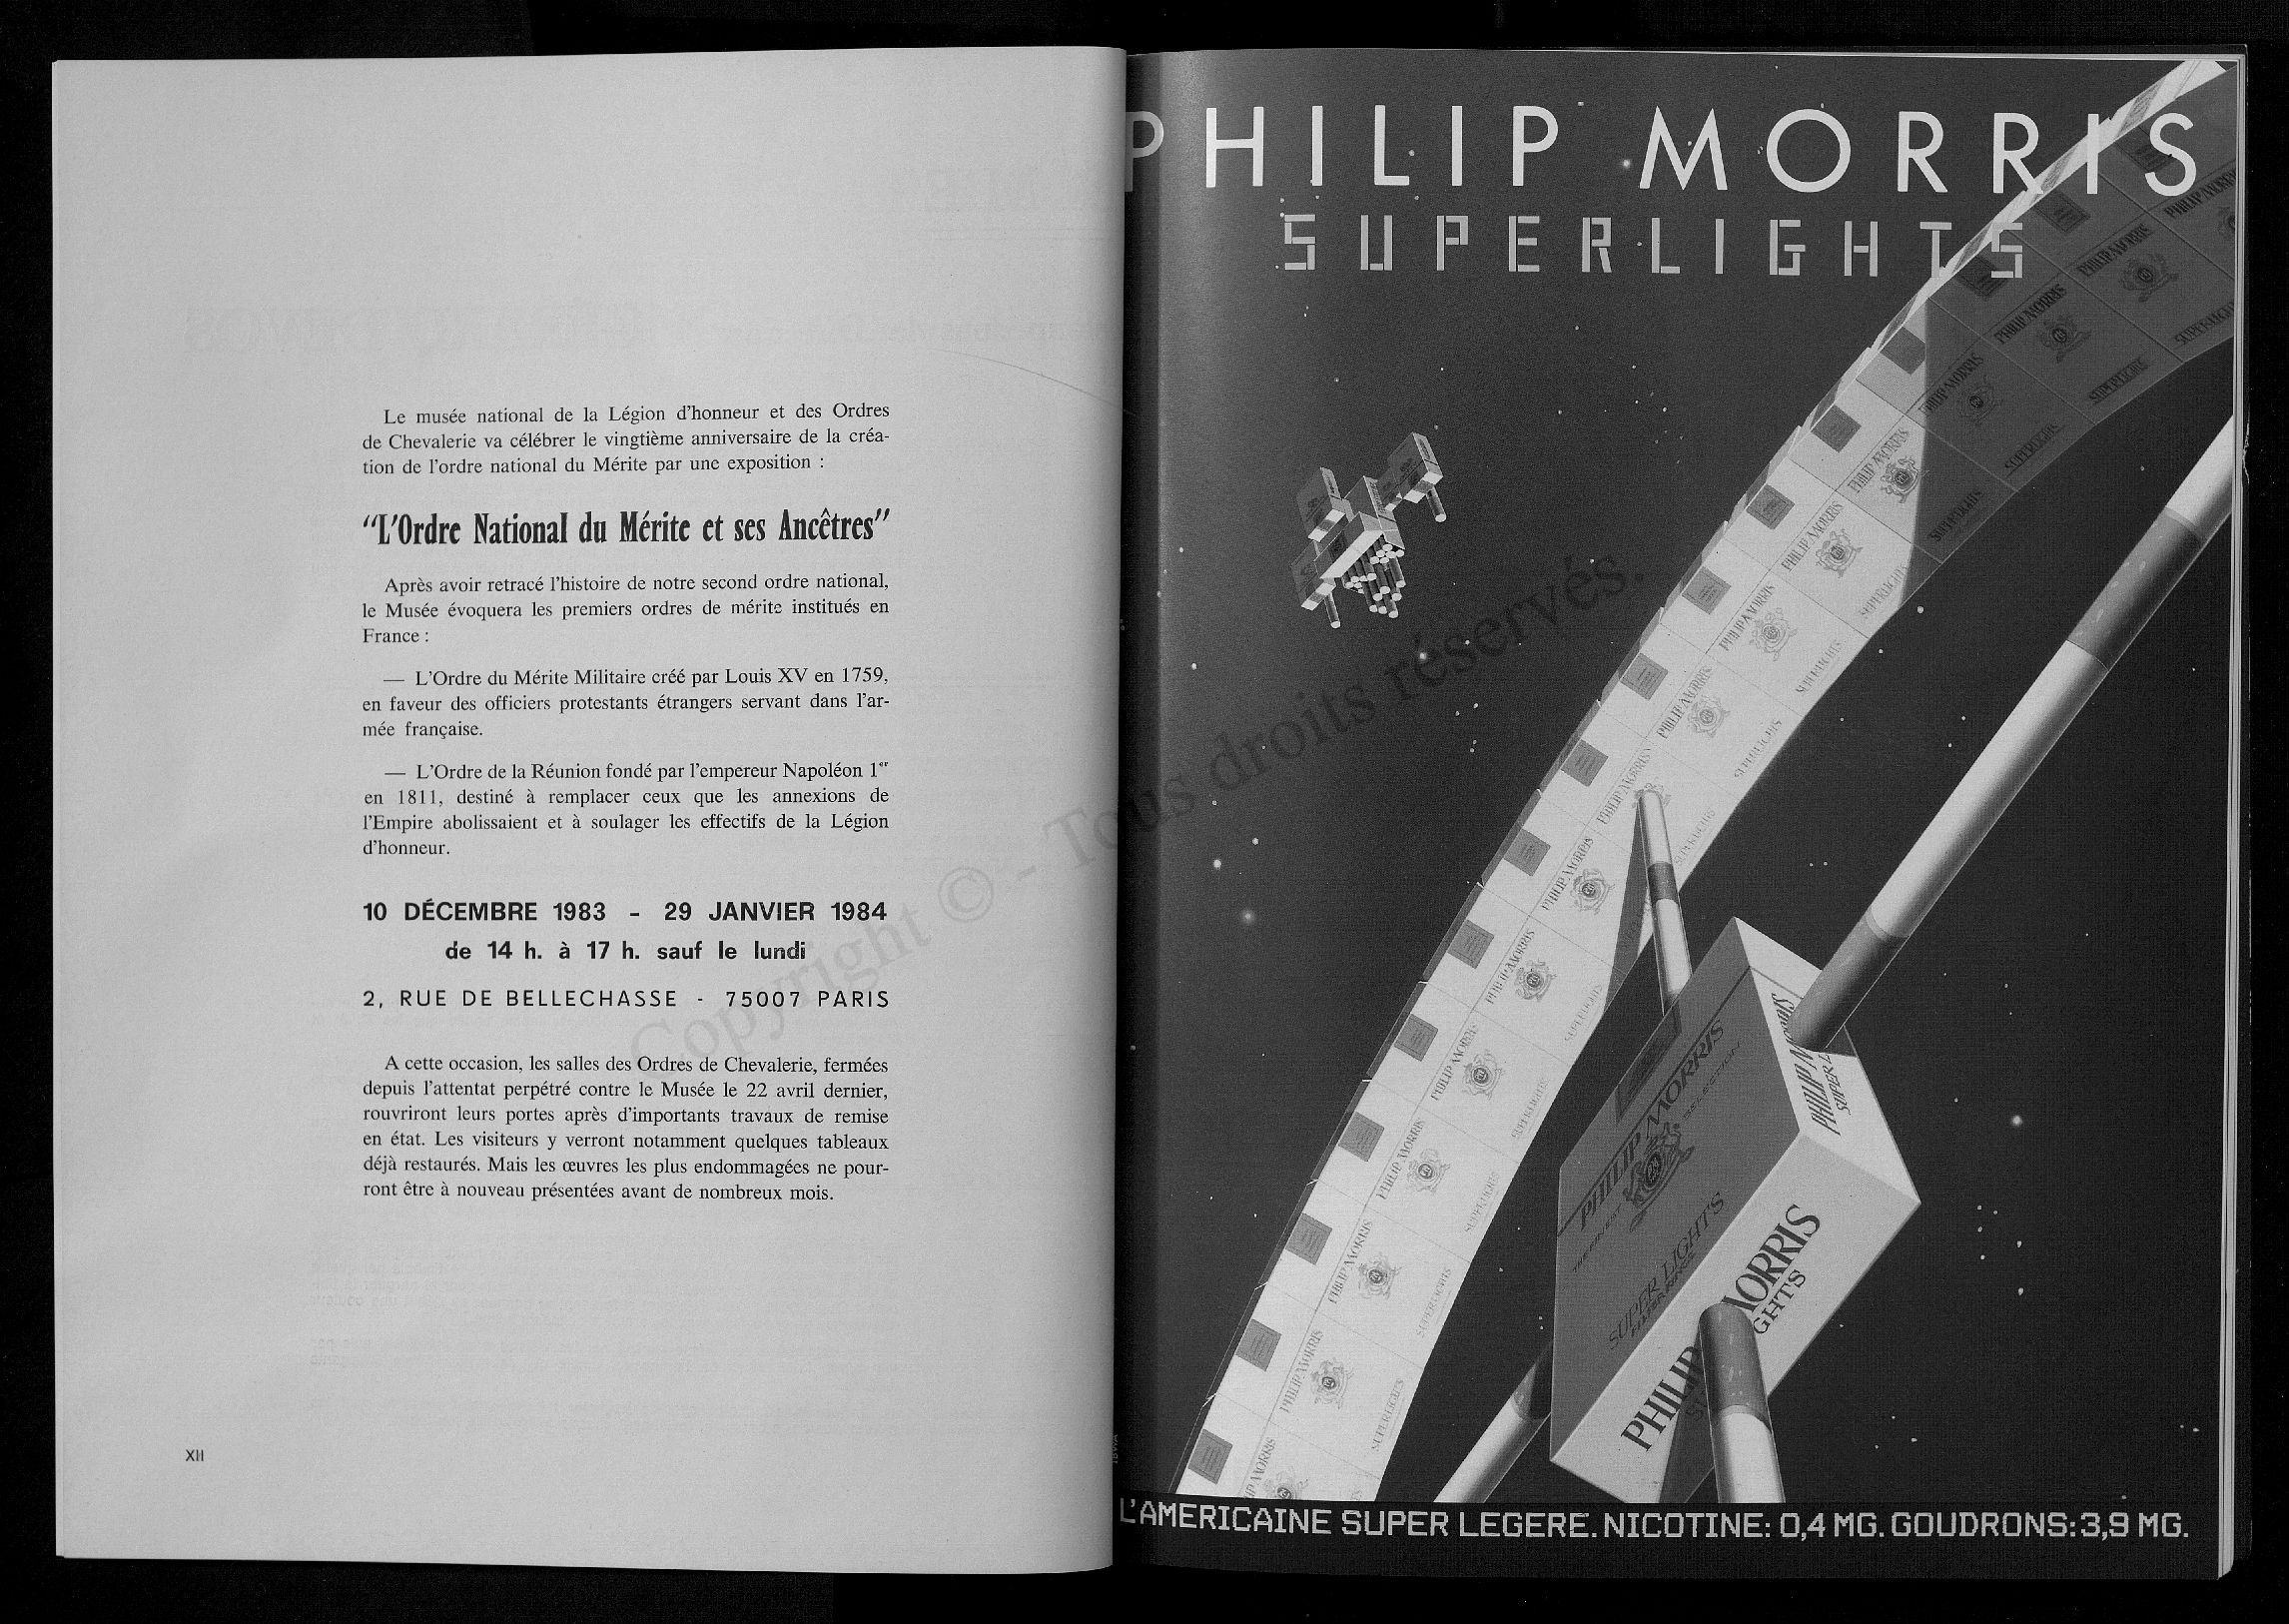 Le musée national de la Légion d'honneur et des Ordres
de Chevalerie va célébrer le vingtième anniversaire de la créa-
tion de l'ordre national du Mérite par une exposition :
"L'Ordre National du Mérite et ses Ancêtres"
Après avoir retracé l'histoire de notre second ordre national,
le Musée évoquera les premiers ordres de mérite institués en
France :
— L'Ordre du Mérite Militaire créé par Louis XV en 1759,
en faveur des officiers protestants étrangers servant dans l'ar-
mée française.
— L'Ordre de la Réunion fondé par l'empereur Napoléon 1er
en 1811, destiné à remplacer ceux que les annexions de
l'Empire abolissaient et à soulager les effectifs de la Légion
d'honneur.
10 DÉCEMBRE 1983 - 29 JANVIER 1984
de 14 h. à 17 h. sauf le lundi
2, RUE DE BELLECHASSE - 75007 PARIS
A cette occasion, les salles des Ordres de Chevalerie, fermées
depuis l'attentat perpétré contre le Musée le 22 avril dernier,
rouvriront leurs portes après d'importants travaux de remise
en état. Les visiteurs y verront notamment quelques tableaux
déjà restaurés. Mais les œuvres les plus endommagées ne pour-
ront être à nouveau présentées avant de nombreux mois.
XII
Copyright © - Tous droits réservés.
PHILIP MORRIS
SUPERLIGHTS
PHILIP MORRIS
SUPER LIGHTS
PHILIP MORRIS
L'AMERICAINE SUPER LEGERE. NICOTINE: 0,4 MG. GOUDRONS: 3,9 MG.